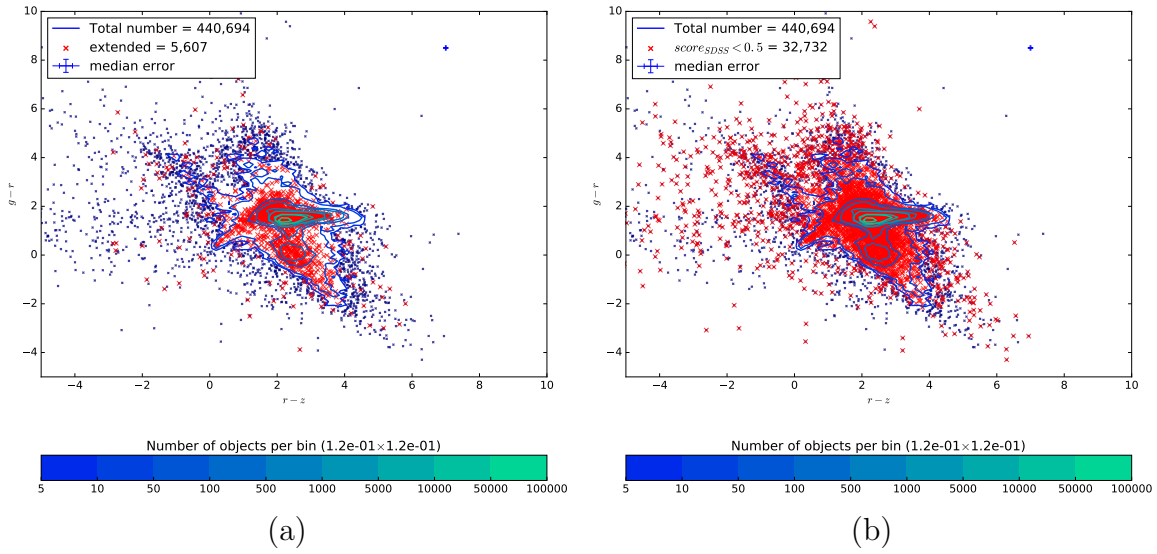 Total number = 440,694
extended = 5,607
median error
10
8
6
4
2
0
−2
−4
g − r
−4 −2 0 2 4 6 8 10
r − z
Number of objects per bin (1.2e-01×1.2e-01)
5 10 50 100 500 1000 5000 10000 50000 100000
(a)
Total number = 440,694
score_{SDSS} < 0.5 = 32,732
median error
10
8
6
4
2
0
−2
−4
g − r
−4 −2 0 2 4 6 8 10
r − z
Number of objects per bin (1.2e-01×1.2e-01)
5 10 50 100 500 1000 5000 10000 50000 100000
(b)